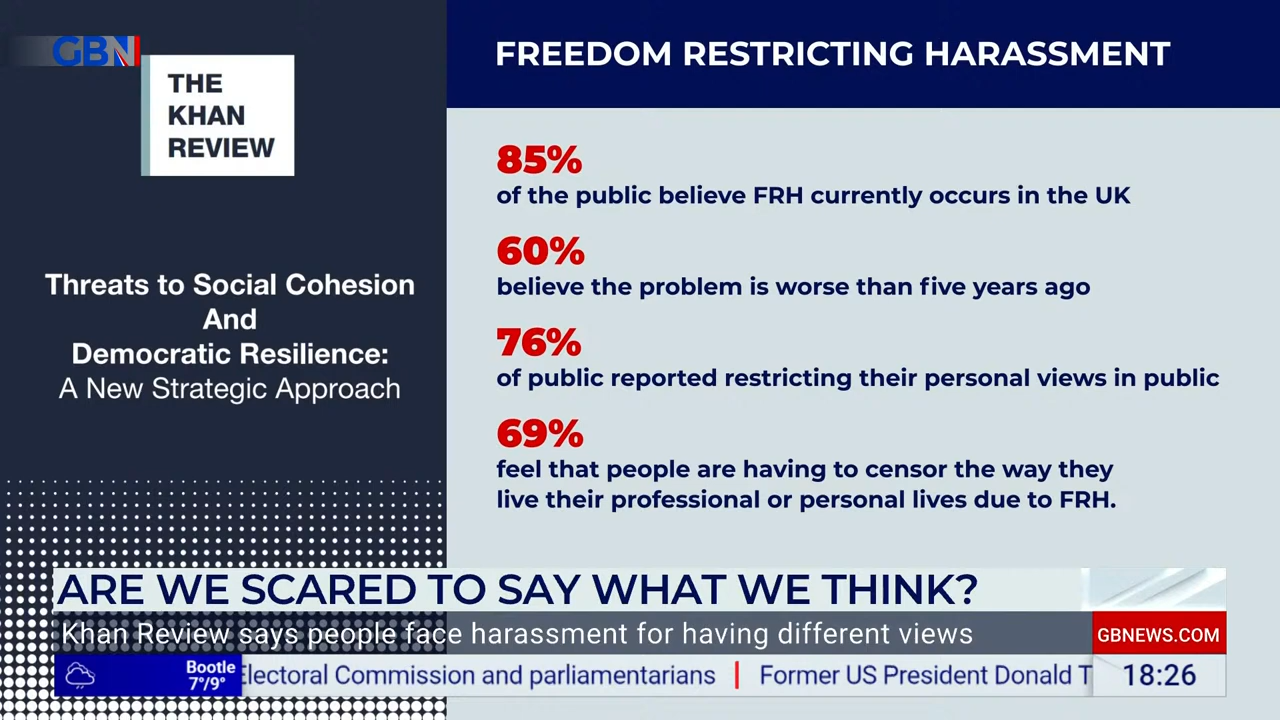 GBN
THE
KHAN
REVIEW
Threats to Social Cohesion
And
Democratic Resilience:
A New Strategic Approach
FREEDOM RESTRICTING HARASSMENT
85%
of the public believe FRH currently occurs in the UK
60%
believe the problem is worse than five years ago
76%
of public reported restricting their personal views in public
69%
feel that people are having to censor the way they
live their professional or personal lives due to FRH.
ARE WE SCARED TO SAY WHAT WE THINK?
Khan Review says people face harassment for having different views
GBNEWS.COM
Bootle
7°/9°
Electoral Commission and parliamentarians | Former US President Donald T
18:26